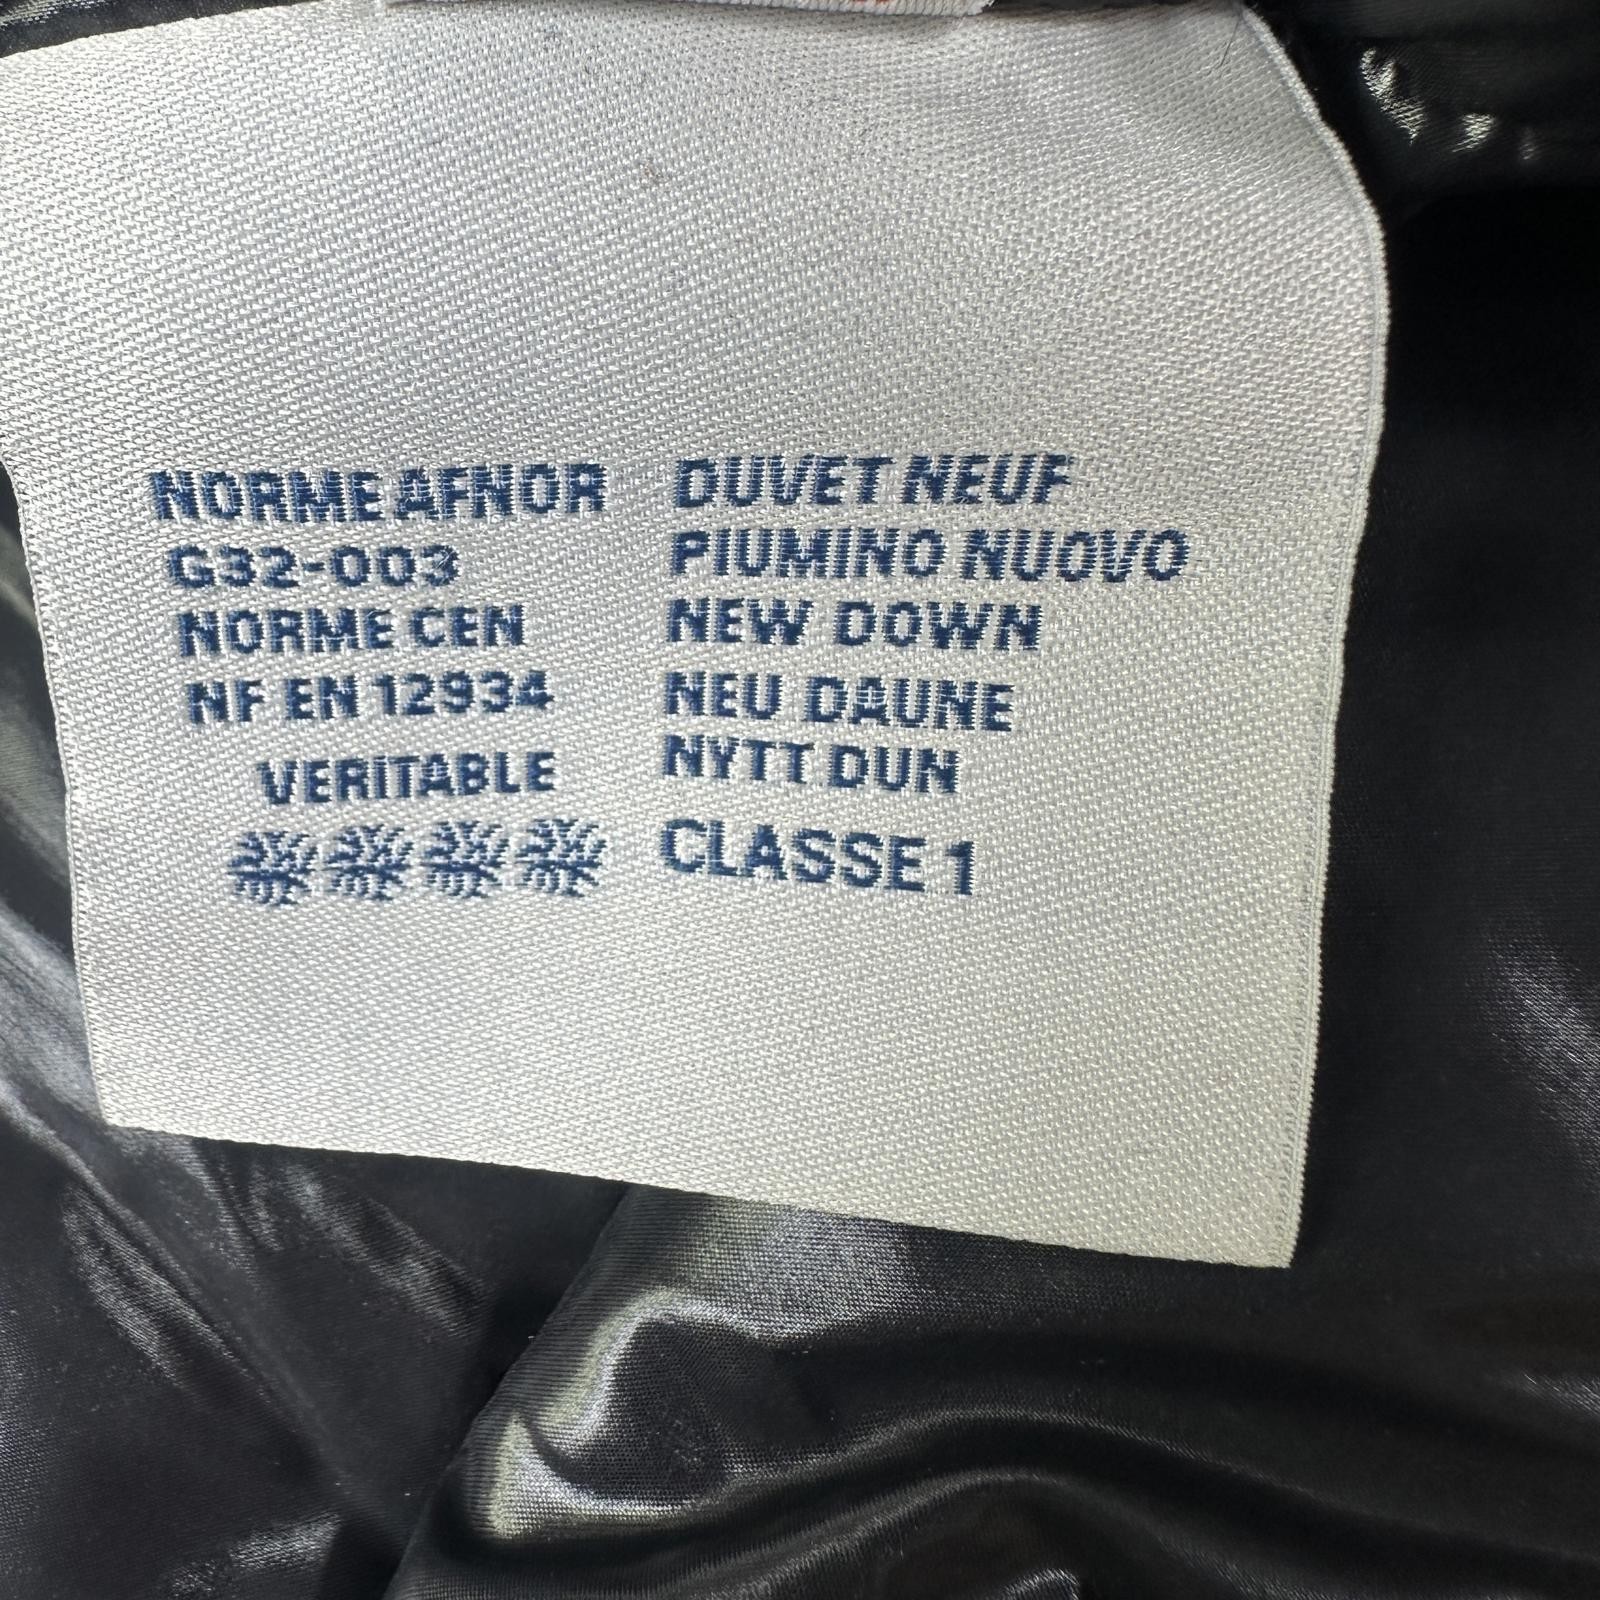 NORME AFNOR
G32-003
NORME CEN
NF EN 12934
VERITABLE
DUVET NEUF
PIUMINO NUOVO
NEW DOWN
NEU DAUNE
NYTT DUN
CLASSE 1